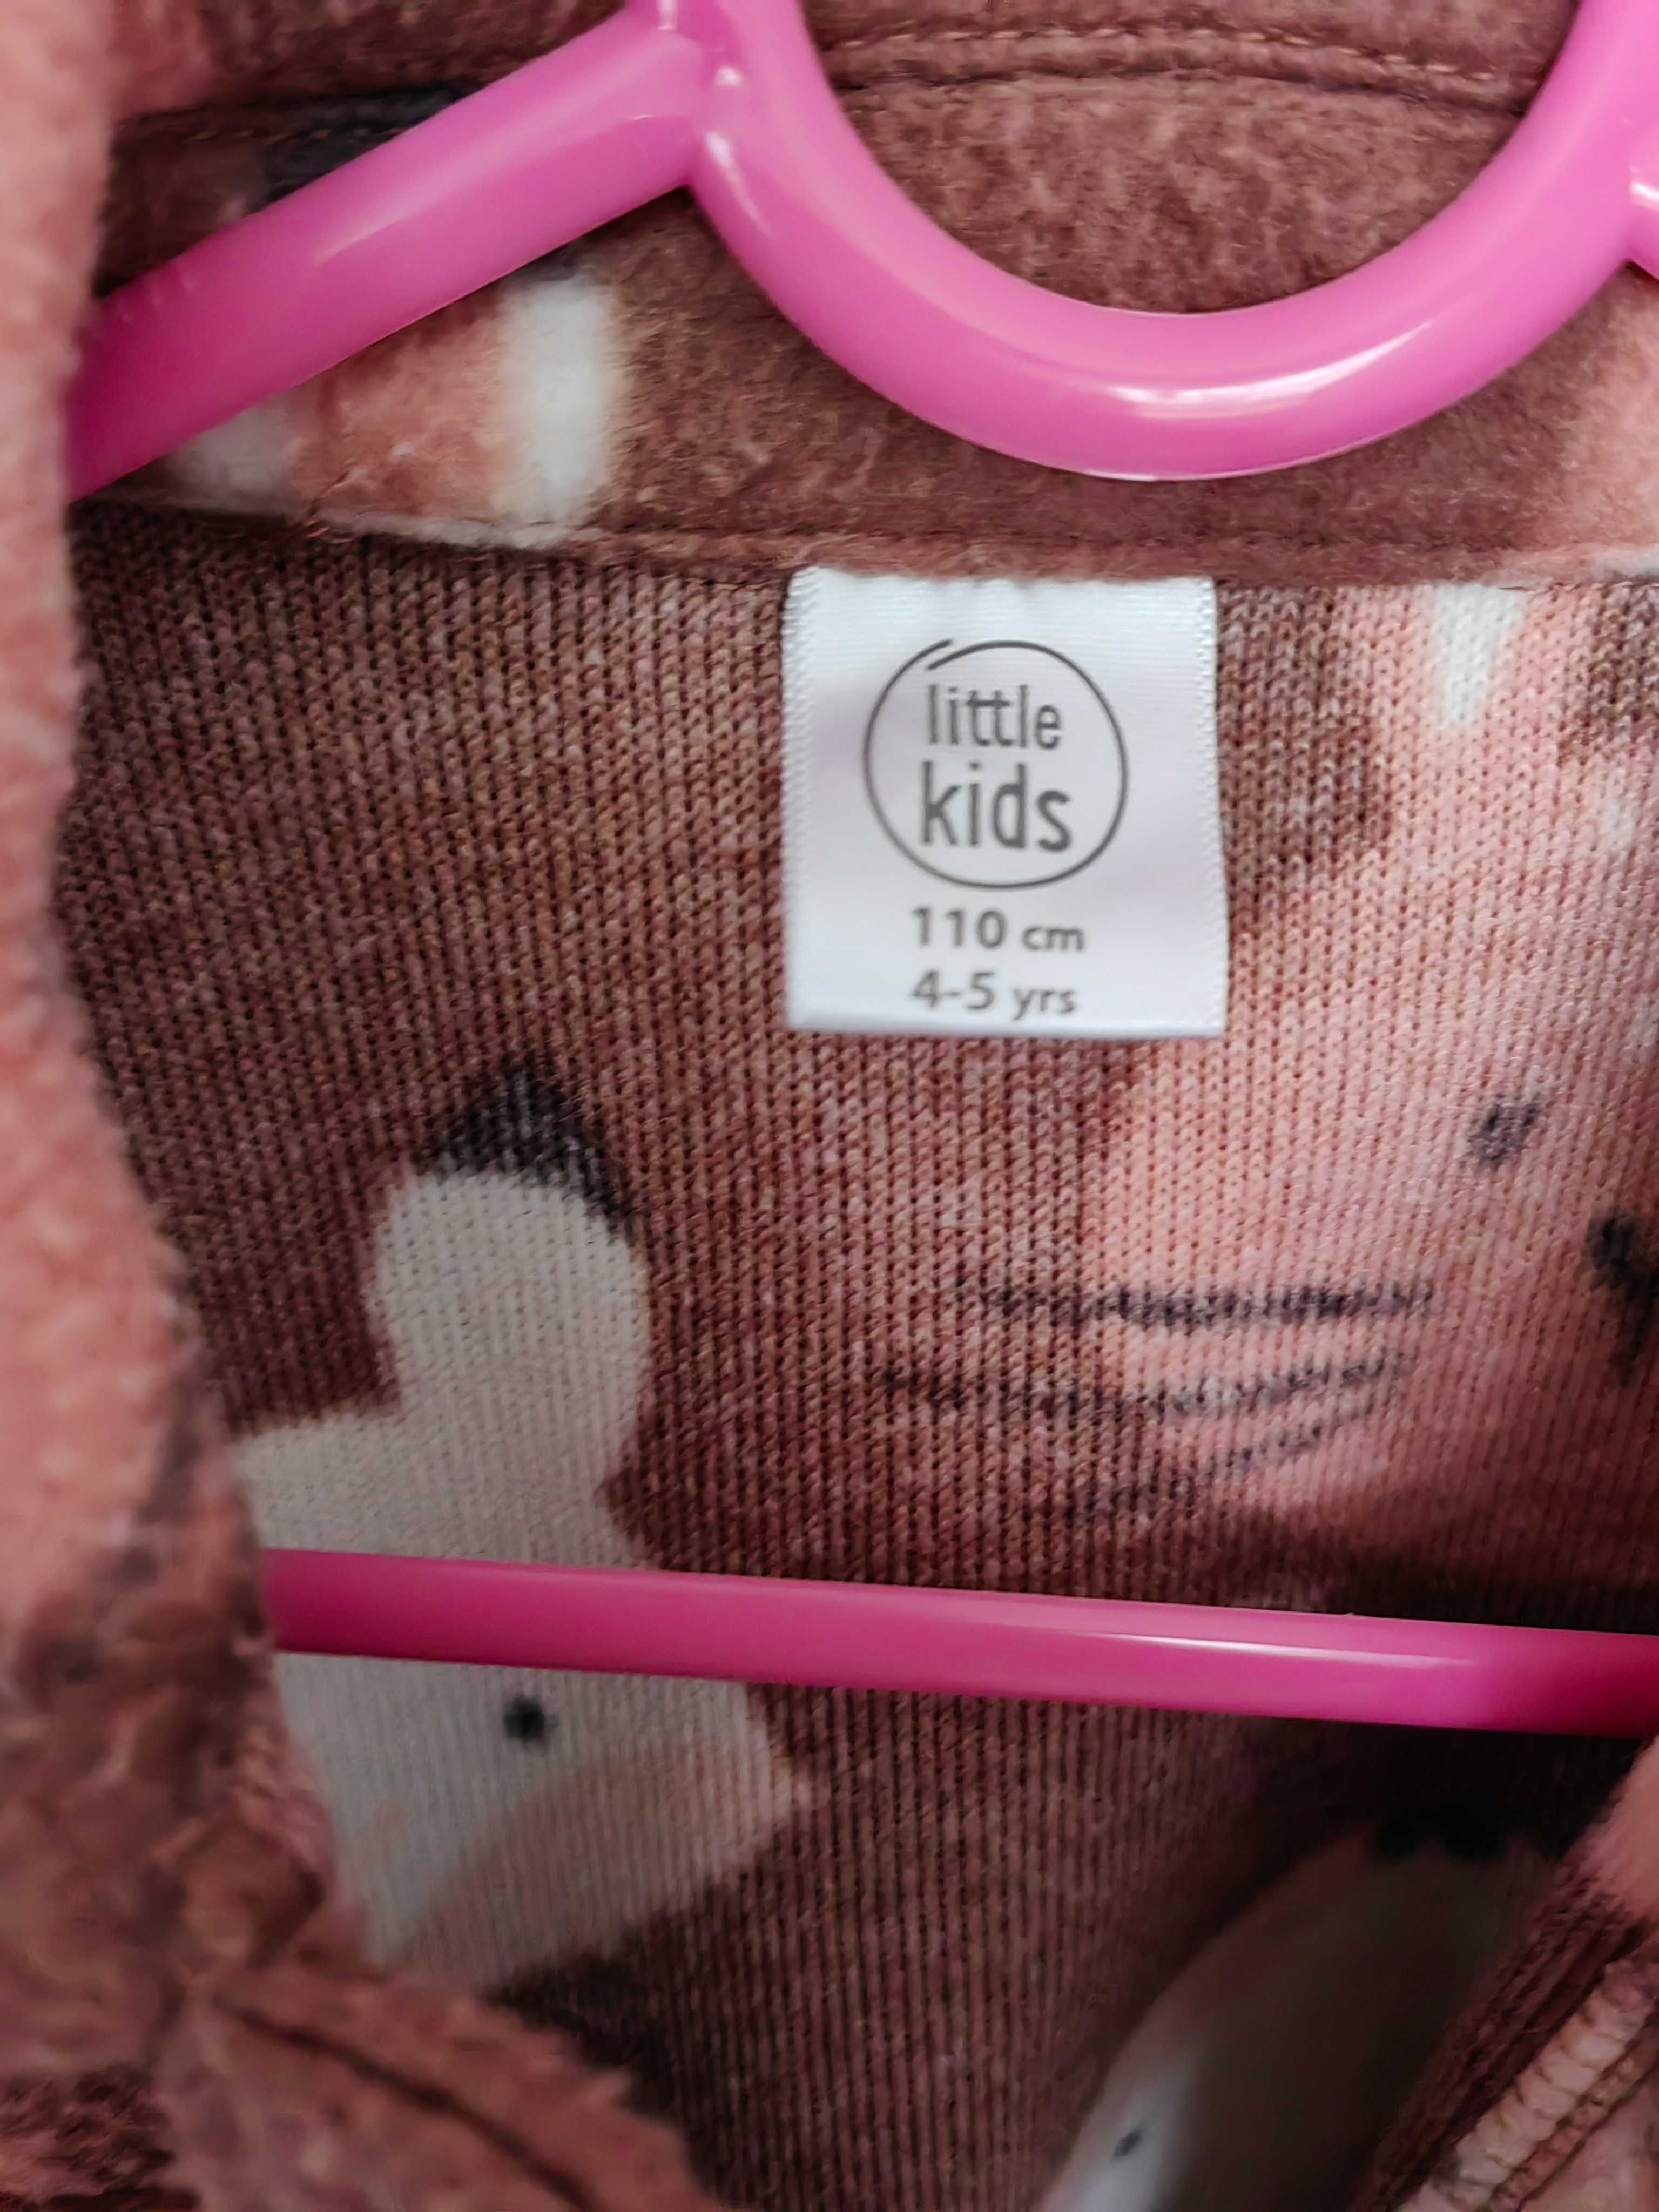 little
kids
110 cm
4-5 yrs